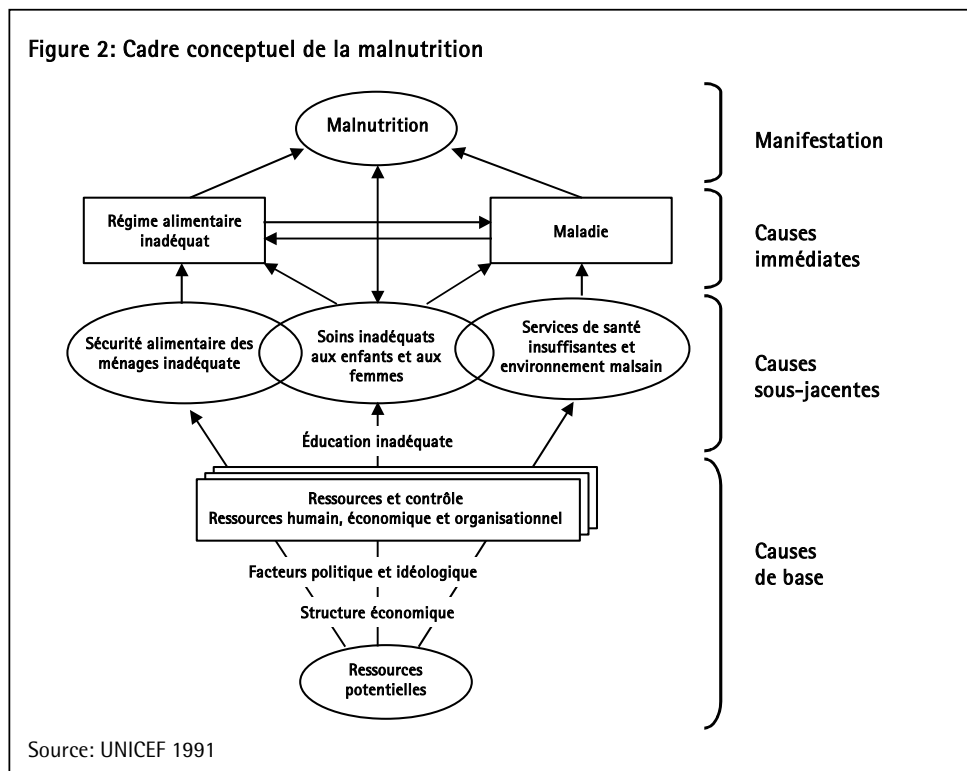 Figure 2: Cadre conceptuel de la malnutrition
Malnutrition
Manifestation
Régime alimentaire
inadéquat
Maladie
Causes
immédiates
Sécurité alimentaire des
ménages inadéquate
Soins inadéquats
aux enfants et aux
femmes
Services de santé
insuffisantes et
environnement malsain
Causes
sous-jacentes
Éducation inadéquate
Ressources et contrôle
Ressources humain, économique et organisationnel
Facteurs politique et idéologique
Structure économique
Ressources
potentielles
Causes
de base
Source: UNICEF 1991